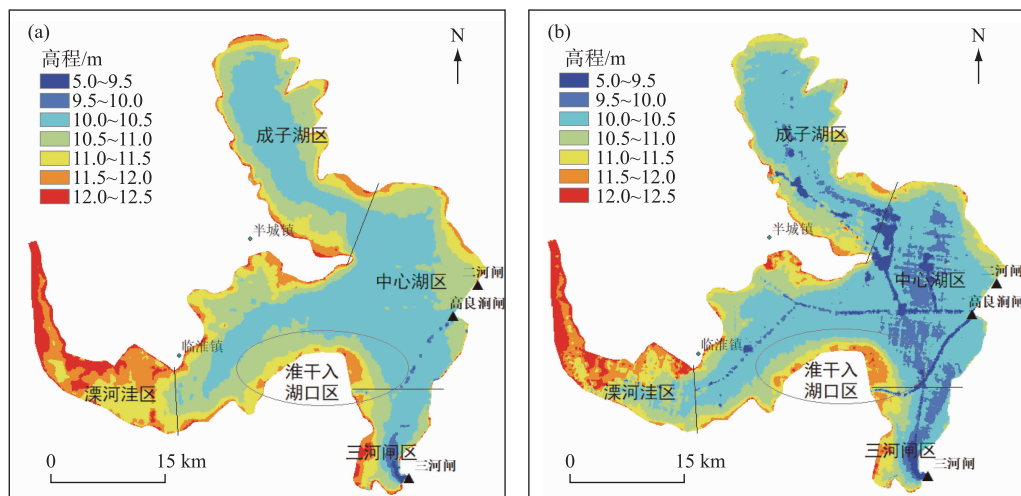 (a)
N
高程/m
5.0~9.5
9.5~10.0
10.0~10.5
10.5~11.0
11.0~11.5
11.5~12.0
12.0~12.5
成子湖区
半城镇
中心湖区
二河闸
高良涧闸
临淮镇
淮干入
湖口区
溧河洼区
三河闸区
三河闸
0 15 km
(b)
N
高程/m
5.0~9.5
9.5~10.0
10.0~10.5
10.5~11.0
11.0~11.5
11.5~12.0
12.0~12.5
成子湖区
半城镇
中心湖区
二河闸
高良涧闸
临淮镇
淮干入
湖口区
溧河洼区
三河闸区
三河闸
0 15 km